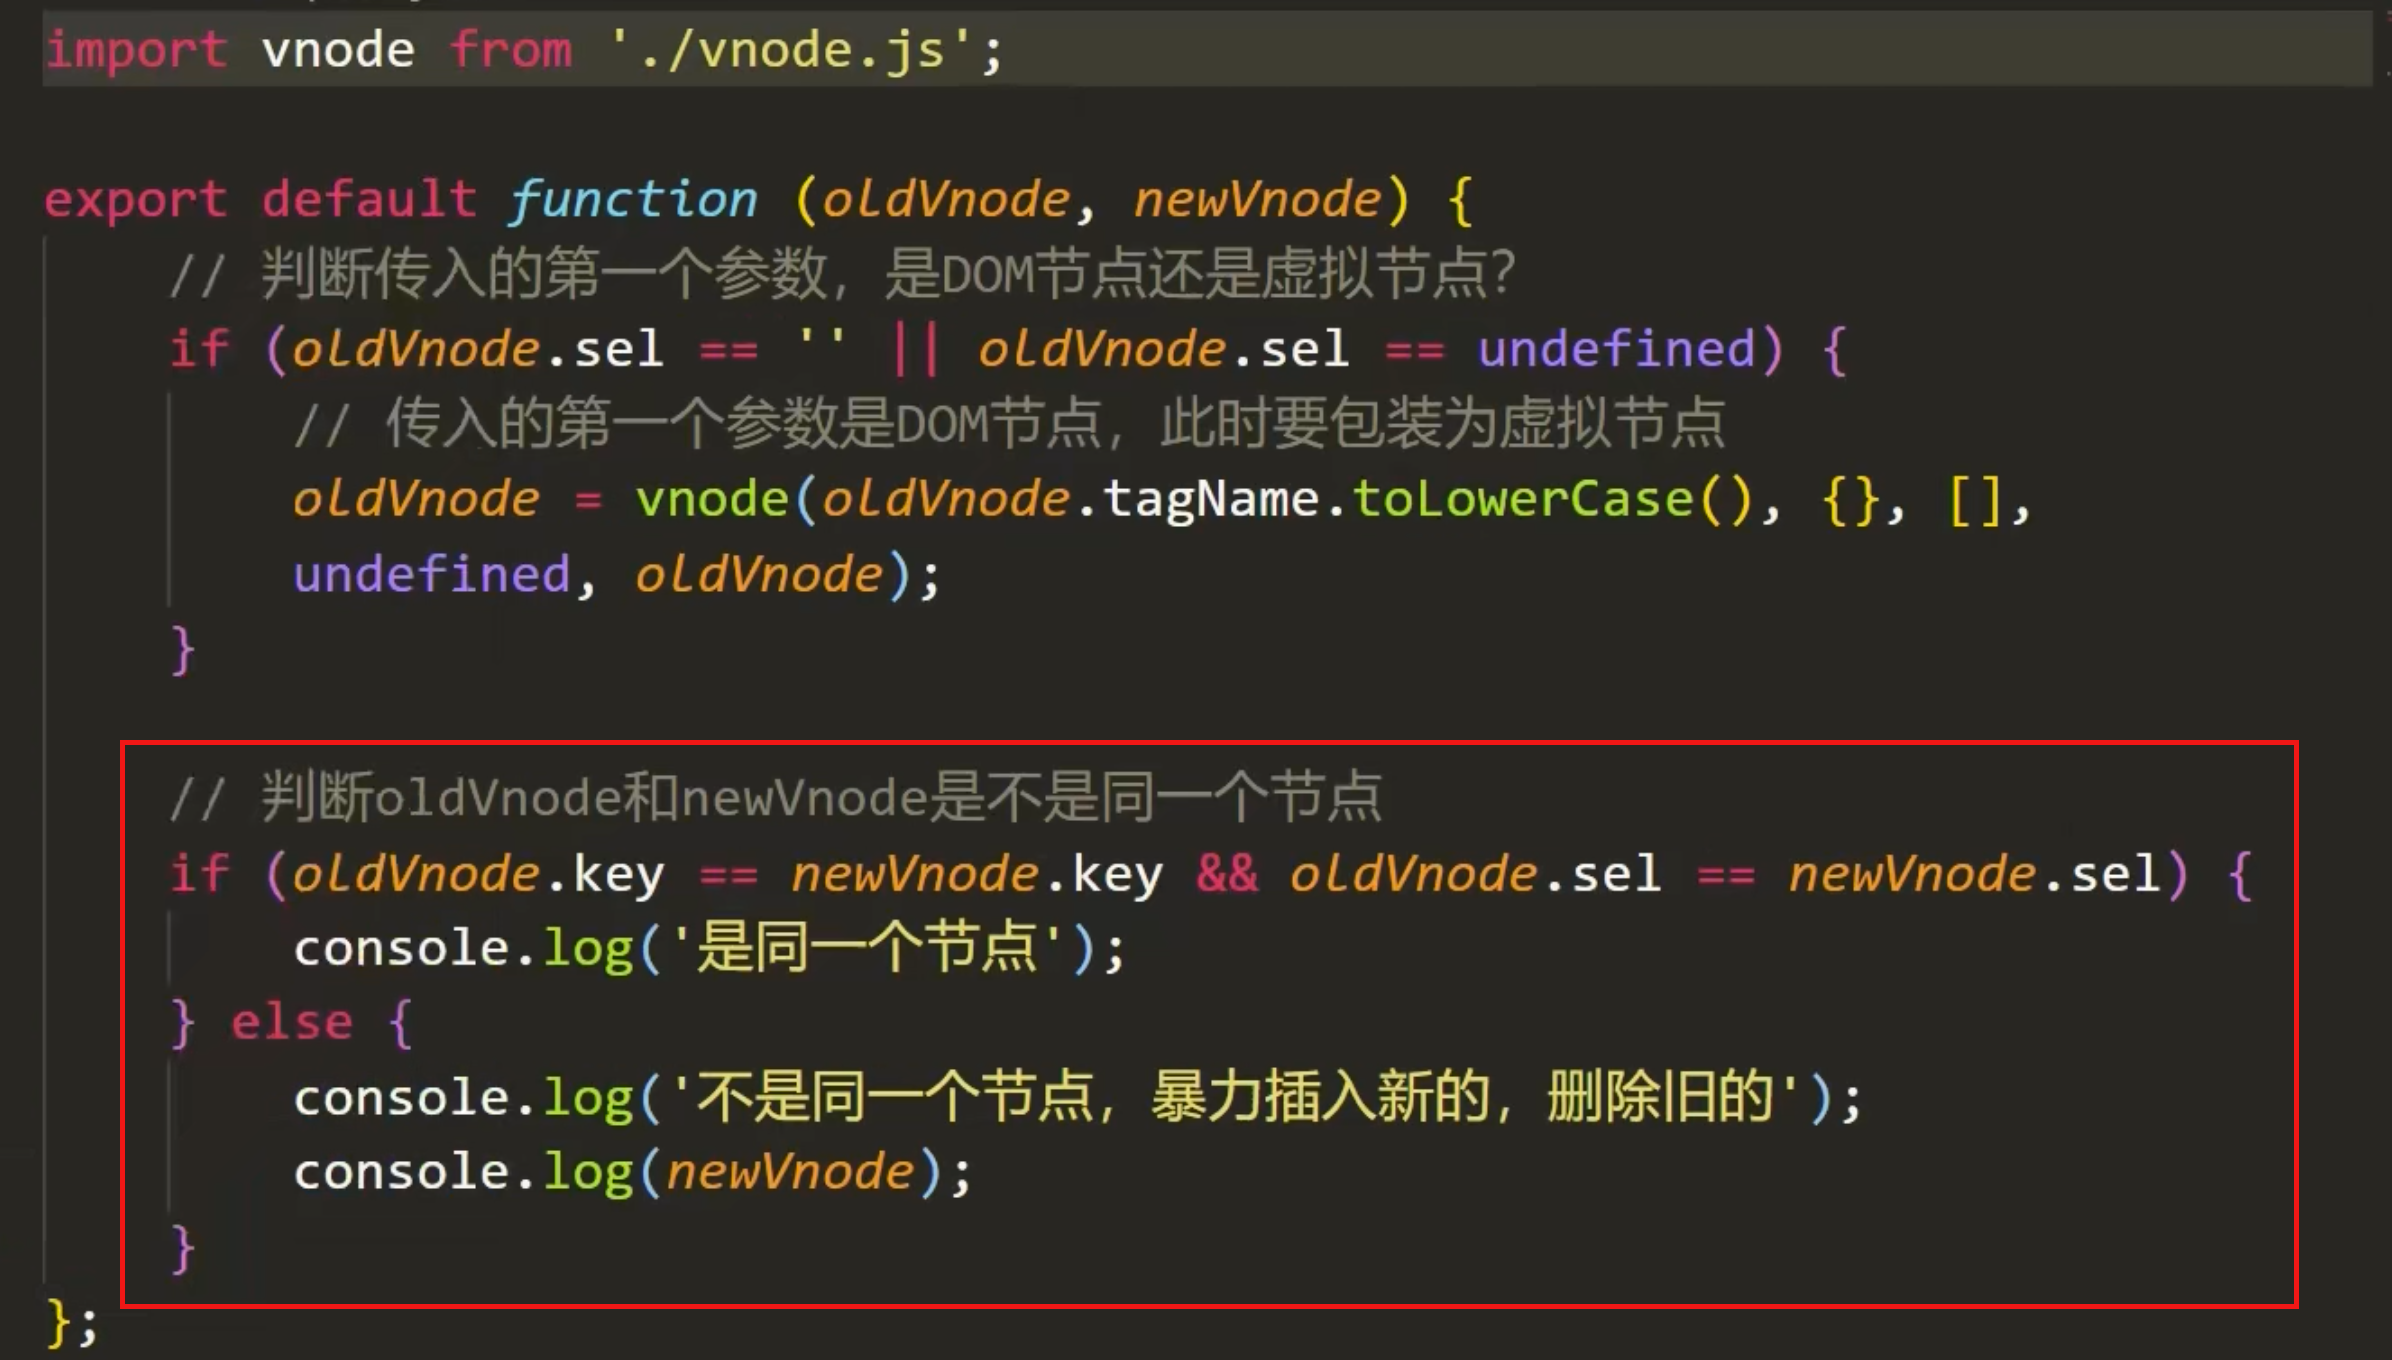 import vnode from './vnode.js';
export default function (oldVnode, newVnode) {
// 判断传入的第一个参数，是DOM节点还是虚拟节点？
if (oldVnode.sel == '' || oldVnode.sel == undefined) {
// 传入的第一个参数是DOM节点，此时要包装为虚拟节点
oldVnode = vnode(oldVnode.tagName.toLowerCase(), {}, [],
undefined, oldVnode);
}
// 判断oldVnode和newVnode是不是同一个节点
if (oldVnode.key == newVnode.key && oldVnode.sel == newVnode.sel) {
console.log('是同一个节点');
} else {
console.log('不是同一个节点，暴力插入新的，删除旧的');
console.log(newVnode);
}
};